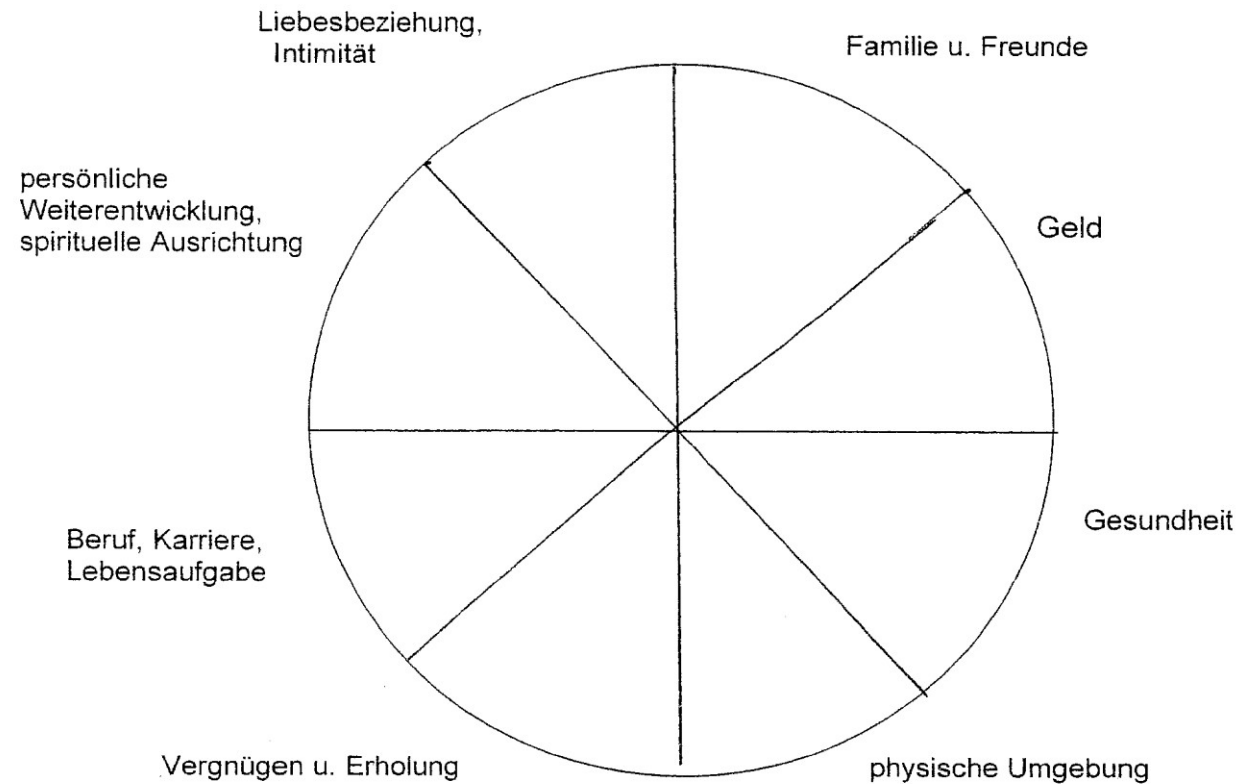 Liebesbeziehung,
Intimität
Familie u. Freunde
persönliche
Weiterentwicklung,
spirituelle Ausrichtung
Geld
Beruf, Karriere,
Lebensaufgabe
Gesundheit
Vergnügen u. Erholung
physische Umgebung